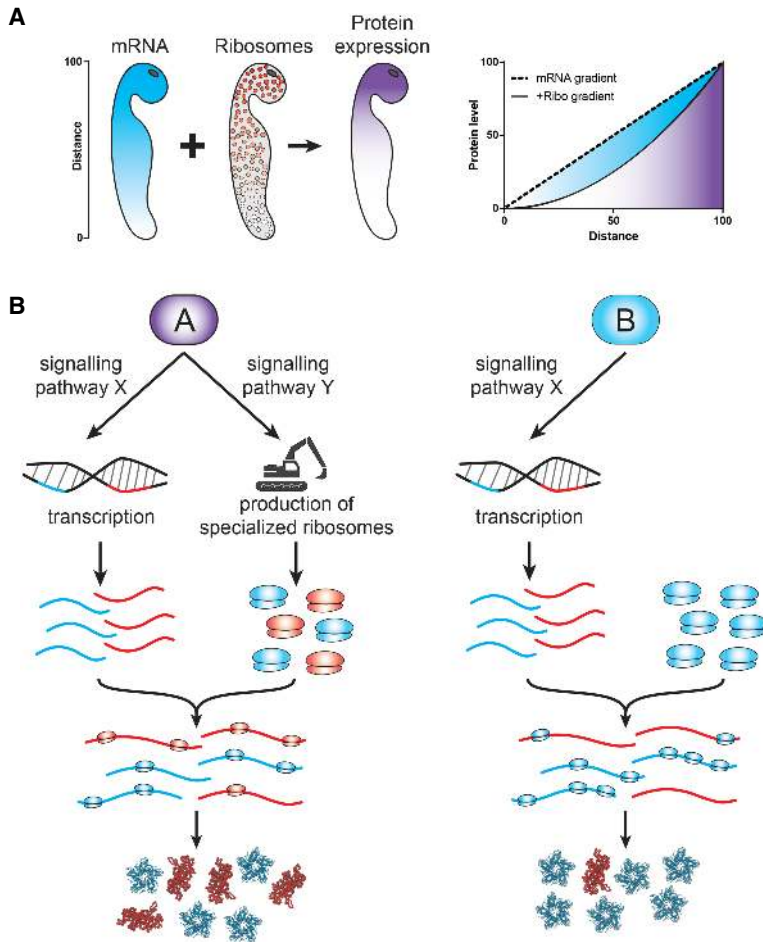 A
mRNA
Ribosomes
Protein
expression
100
Distance
0
Protein level
100
50
0
0
50
100
Distance
mRNA gradient
+Ribo gradient
B
A
signalling
pathway X
signalling
pathway Y
transcription
production of
specialized ribosomes
B
signalling
pathway X
transcription